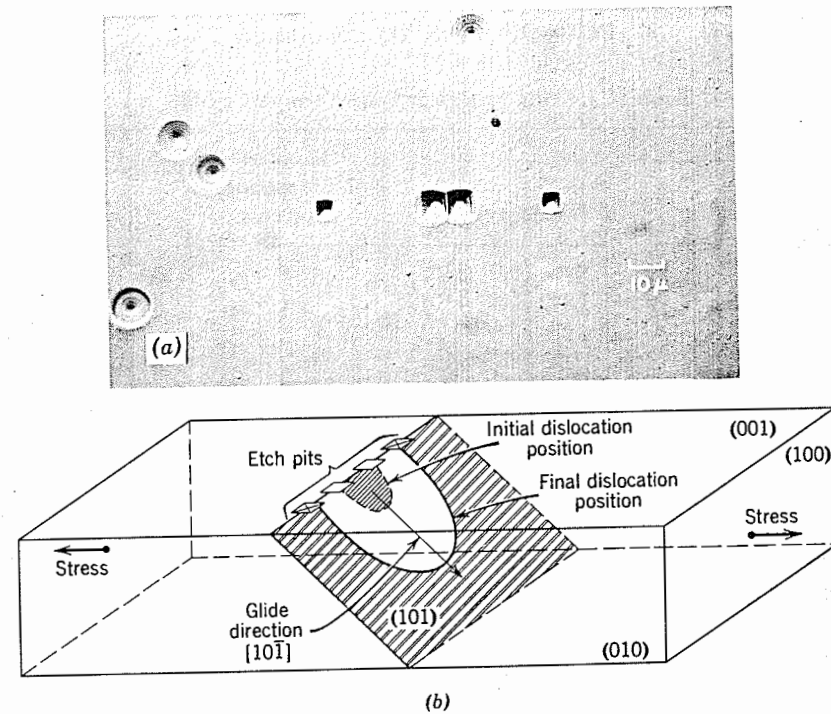 (a)
10 μ
Etch pits
Initial dislocation
position
(001)
(100)
Final dislocation
position
Stress
Stress
Glide
direction
[101̅]
(101)
(010)
(b)